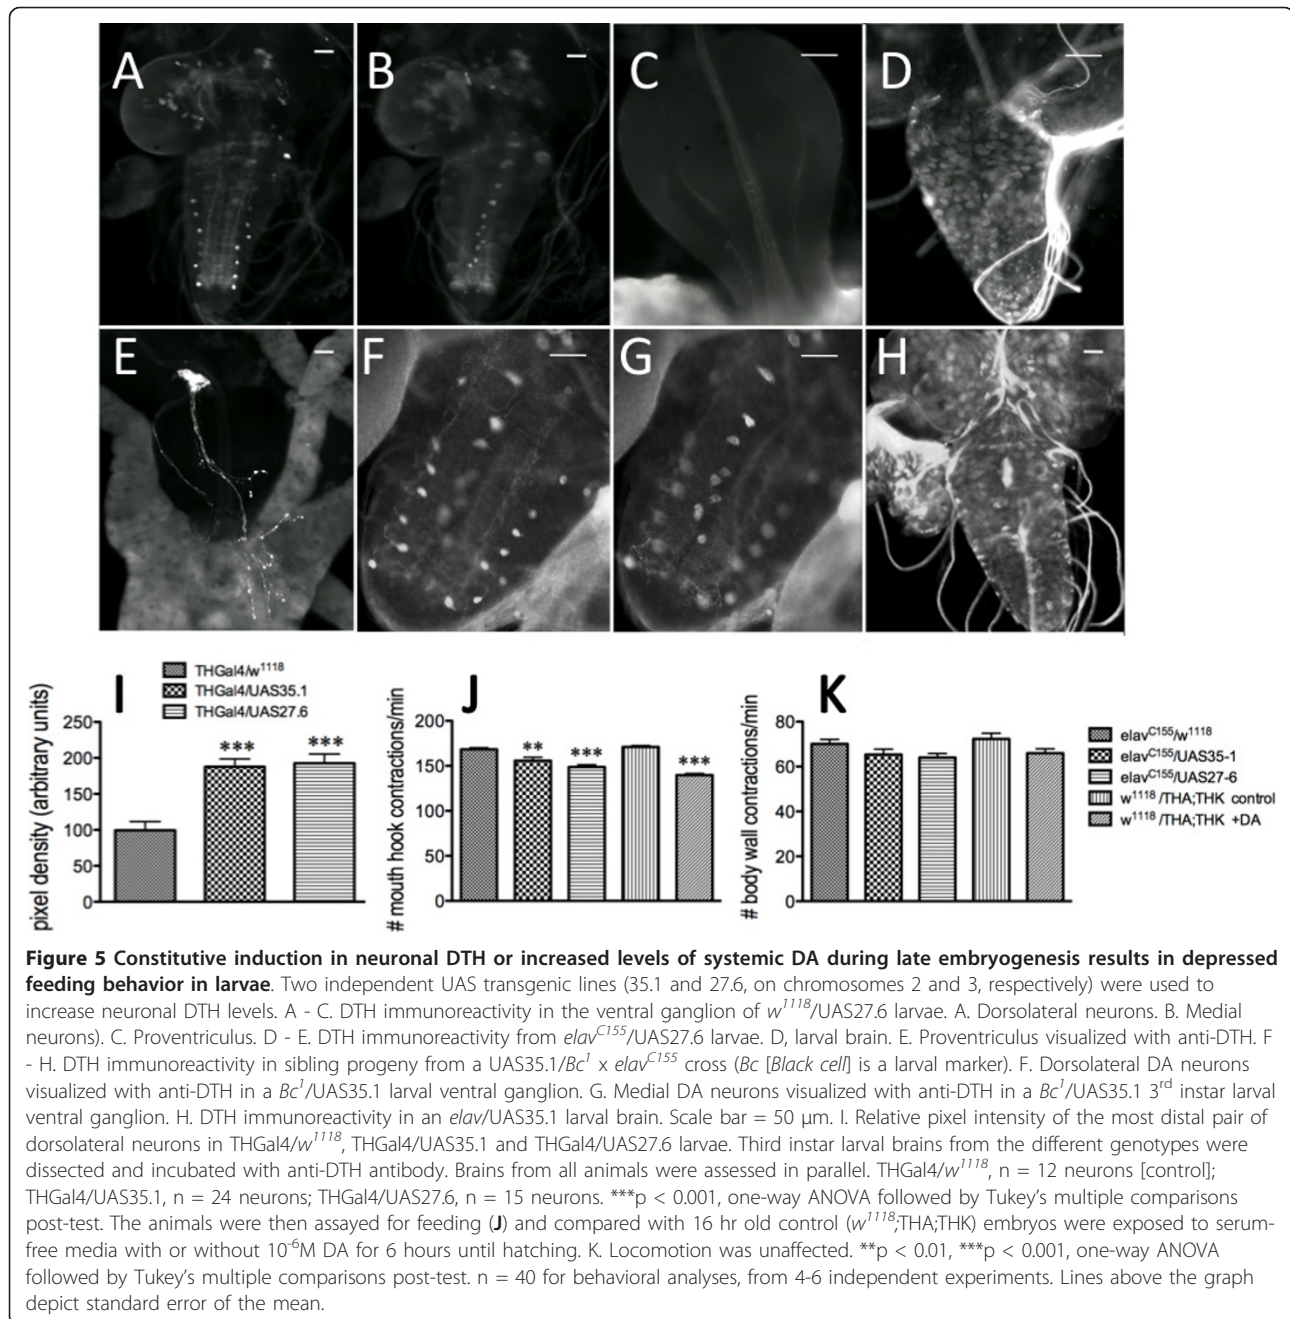 A
B
C
D
E
F
G
H
I
THGal4/w1118
THGal4/UAS35.1
THGal4/UAS27.6
pixel density (arbitrary units)
250
200
150
100
50
0
***
***
J
# mouth hook contractions/min
200
150
100
50
0
**
***
***
K
# body wall contractions/min
80
60
40
20
0
elavC155/w1118
elavC155/UAS35-1
elavC155/UAS27-6
w1118/THA;THK control
w1118/THA;THK +DA
Figure 5 Constitutive induction in neuronal DTH or increased levels of systemic DA during late embryogenesis results in depressed
feeding behavior in larvae. Two independent UAS transgenic lines (35.1 and 27.6, on chromosomes 2 and 3, respectively) were used to
increase neuronal DTH levels. A - C. DTH immunoreactivity in the ventral ganglion of w1118/UAS27.6 larvae. A. Dorsolateral neurons. B. Medial
neurons). C. Proventriculus. D - E. DTH immunoreactivity from elavC155/UAS27.6 larvae. D, larval brain. E. Proventriculus visualized with anti-DTH. F
- H. DTH immunoreactivity in sibling progeny from a UAS35.1/Bc1 x elavC155 cross (Bc [Black cell] is a larval marker). F. Dorsolateral DA neurons
visualized with anti-DTH in a Bc1/UAS35.1 larval ventral ganglion. G. Medial DA neurons visualized with anti-DTH in a Bc1/UAS35.1 3rd instar larval
ventral ganglion. H. DTH immunoreactivity in an elav/UAS35.1 larval brain. Scale bar = 50 μm. I. Relative pixel intensity of the most distal pair of
dorsolateral neurons in THGal4/w1118, THGal4/UAS35.1 and THGal4/UAS27.6 larvae. Third instar larval brains from the different genotypes were
dissected and incubated with anti-DTH antibody. Brains from all animals were assessed in parallel. THGal4/w1118, n = 12 neurons [control];
THGal4/UAS35.1, n = 24 neurons; THGal4/UAS27.6, n = 15 neurons. ***p < 0.001, one-way ANOVA followed by Tukey's multiple comparisons
post-test. The animals were then assayed for feeding (J) and compared with 16 hr old control (w1118;THA;THK) embryos were exposed to serum-
free media with or without 10-6M DA for 6 hours until hatching. K. Locomotion was unaffected. **p < 0.01, ***p < 0.001, one-way ANOVA
followed by Tukey's multiple comparisons post-test. n = 40 for behavioral analyses, from 4-6 independent experiments. Lines above the graph
depict standard error of the mean.